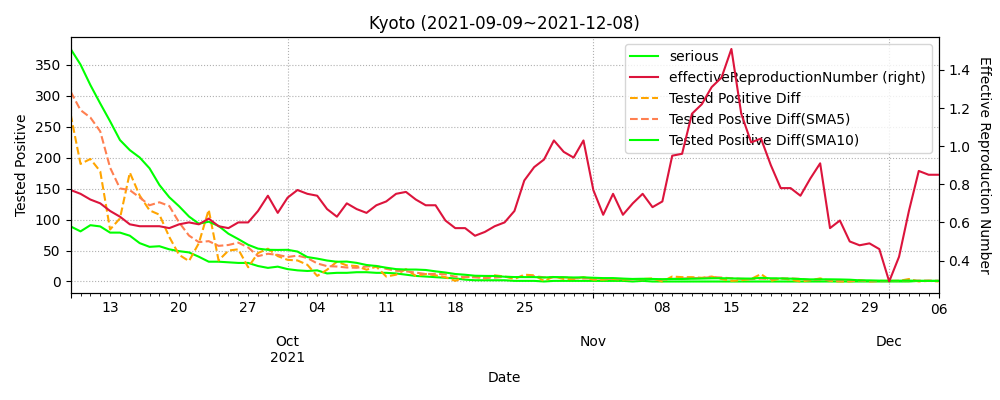 Kyoto (2021-09-09~2021-12-08)
Tested Positive
350
300
250
200
150
100
50
0
serious
effectiveReproductionNumber (right)
Tested Positive Diff
Tested Positive Diff(SMA5)
Tested Positive Diff(SMA10)
1.4
1.2
1.0
0.8
0.6
0.4
Effective Reproduction Number
13 20 27 04 11 18 25 08 15 22 29 06
Oct Nov Dec
2021
Date